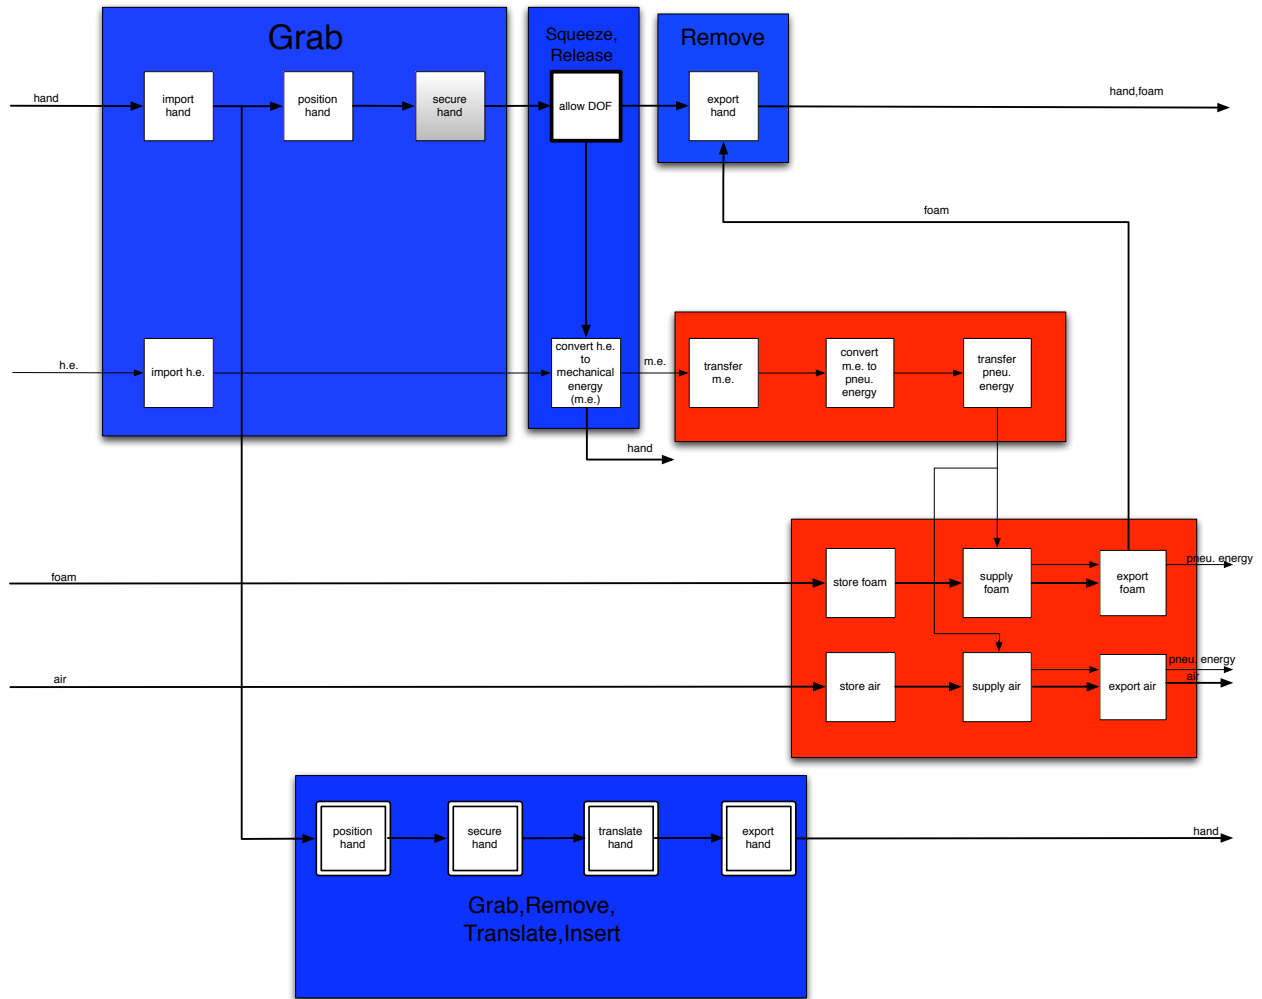 Grab
Squeeze,
Release
Remove
hand
import
hand
position
hand
secure
hand
allow DOF
export
hand
hand,foam
foam
h.e.
import h.e.
convert h.e.
to
mechanical
energy
(m.e.)
m.e.
transfer
m.e.
convert
m.e. to
pneu.
energy
transfer
pneu.
energy
hand
foam
store foam
supply
foam
export
foam
pneu. energy
air
store air
supply air
export air
pneu. energy
air
position
hand
secure
hand
translate
hand
export
hand
hand
Grab,Remove,
Translate,Insert